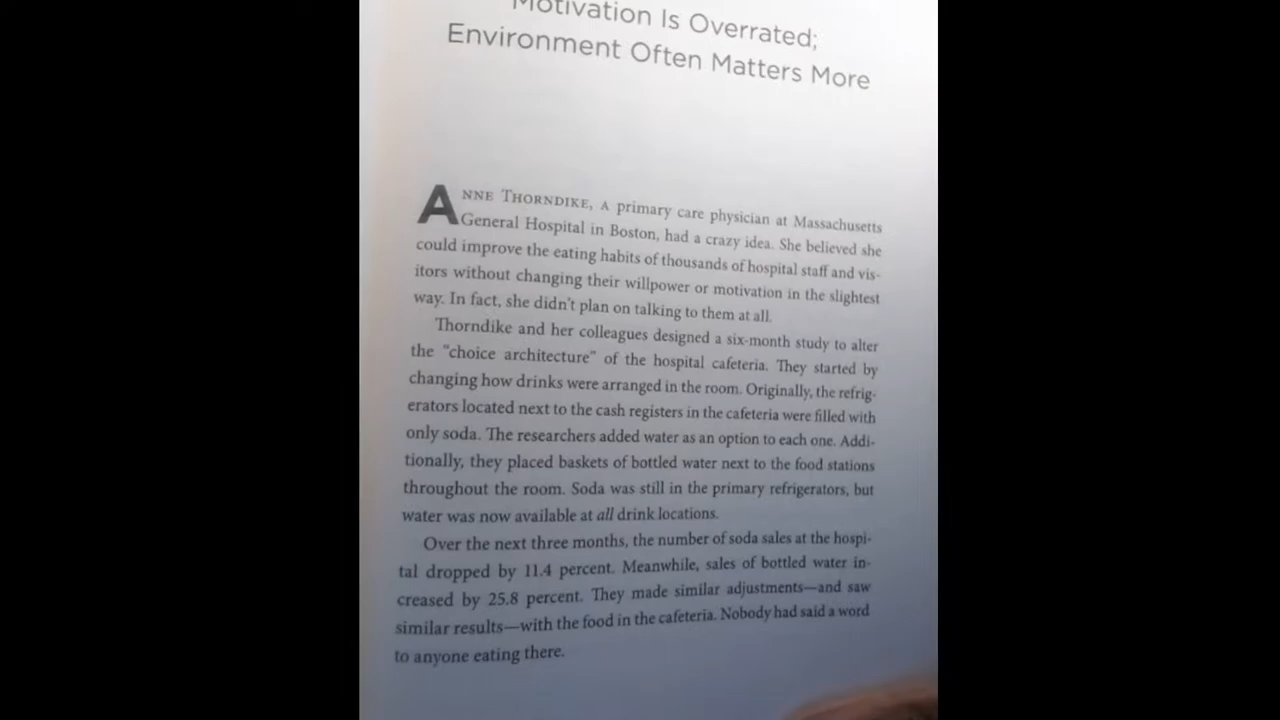 Motivation Is Overrated;
Environment Often Matters More
ANNE THORNDIKE, A primary care physician at Massachusetts
General Hospital in Boston, had a crazy idea. She believed she
could improve the eating habits of thousands of hospital staff and vis-
itors without changing their willpower or motivation in the slightest
way. In fact, she didn't plan on talking to them at all.
Thorndike and her colleagues designed a six-month study to alter
the "choice architecture" of the hospital cafeteria. They started by
changing how drinks were arranged in the room. Originally, the refrig-
erators located next to the cash registers in the cafeteria were filled with
only soda. The researchers added water as an option to each one. Addi-
tionally, they placed baskets of bottled water next to the food stations
throughout the room. Soda was still in the primary refrigerators, but
water was now available at all drink locations.
Over the next three months, the number of soda sales at the hospi-
tal dropped by 11.4 percent. Meanwhile, sales of bottled water in-
creased by 25.8 percent. They made similar adjustments—and saw
similar results—with the food in the cafeteria. Nobody had said a word
to anyone eating there.